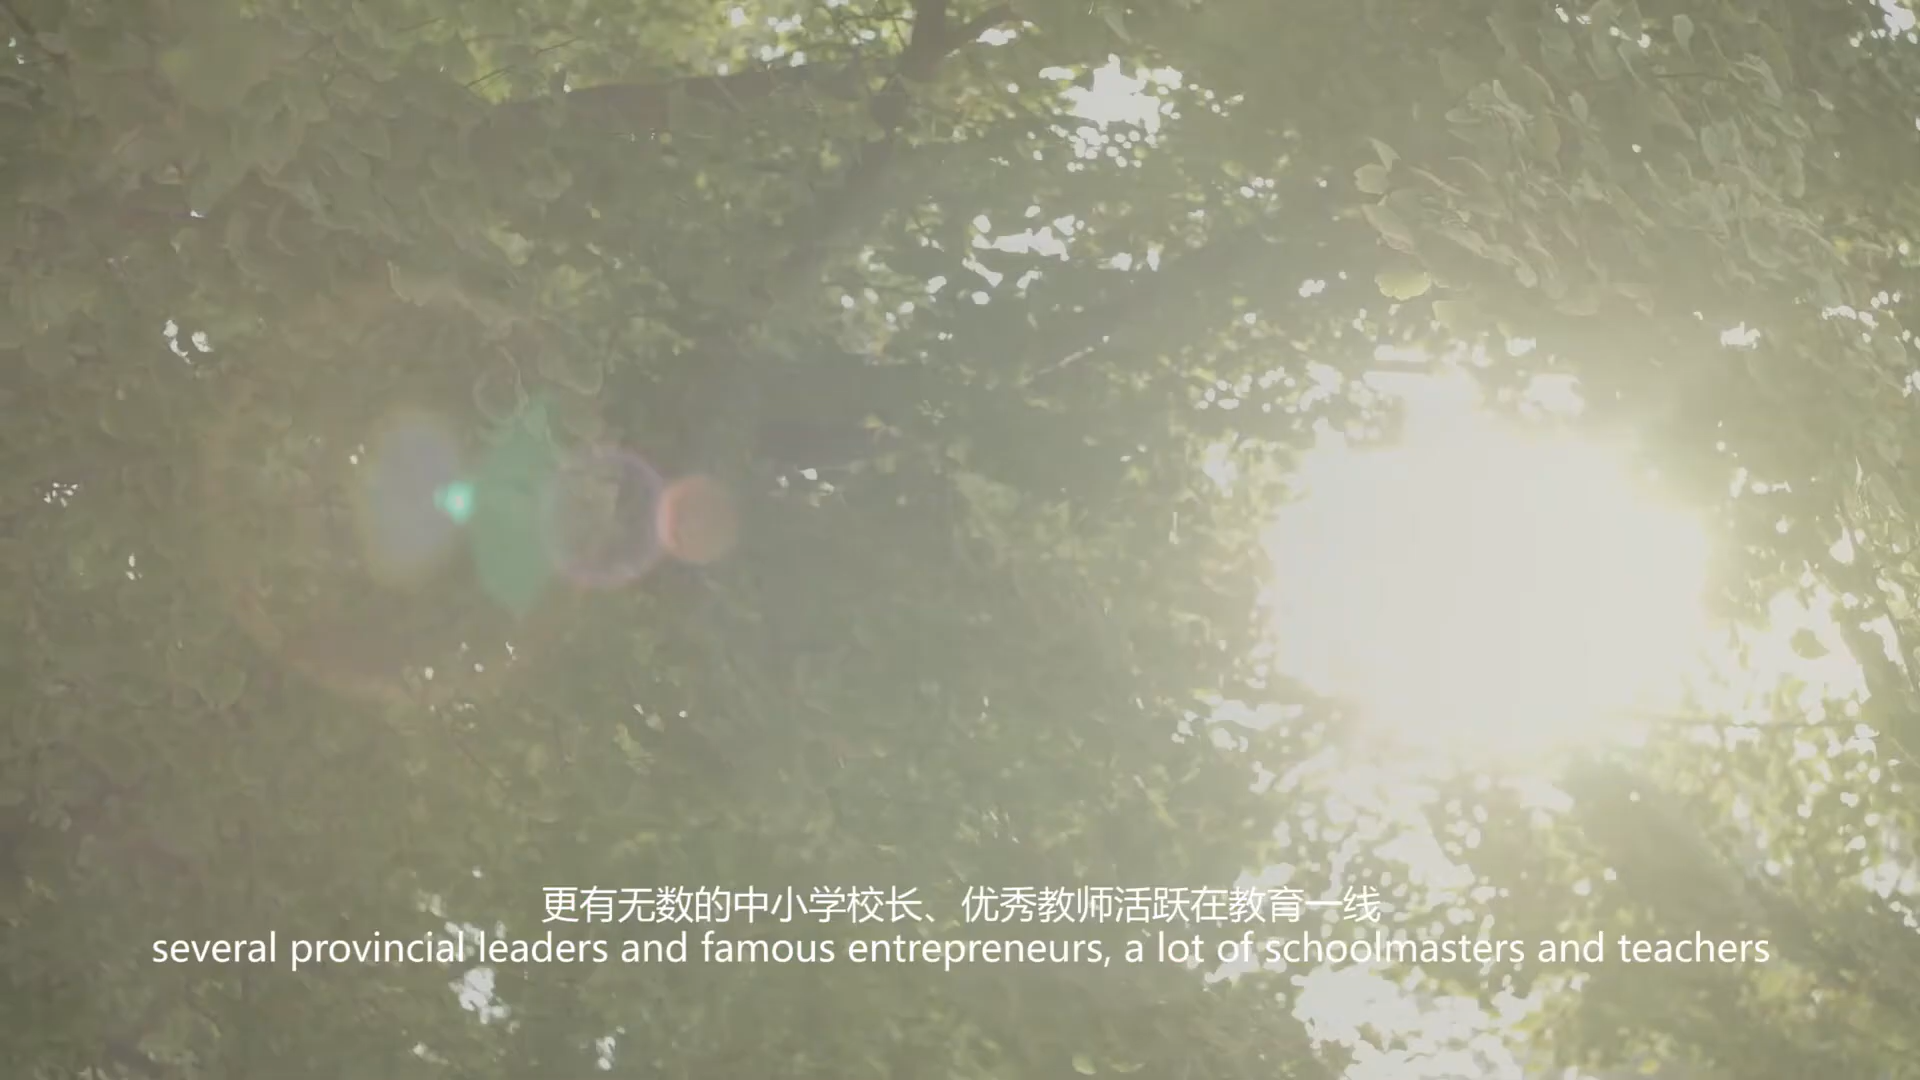 更有无数的中小学校长、优秀教师活跃在教育一线
several provincial leaders and famous entrepreneurs, a lot of schoolmasters and teachers